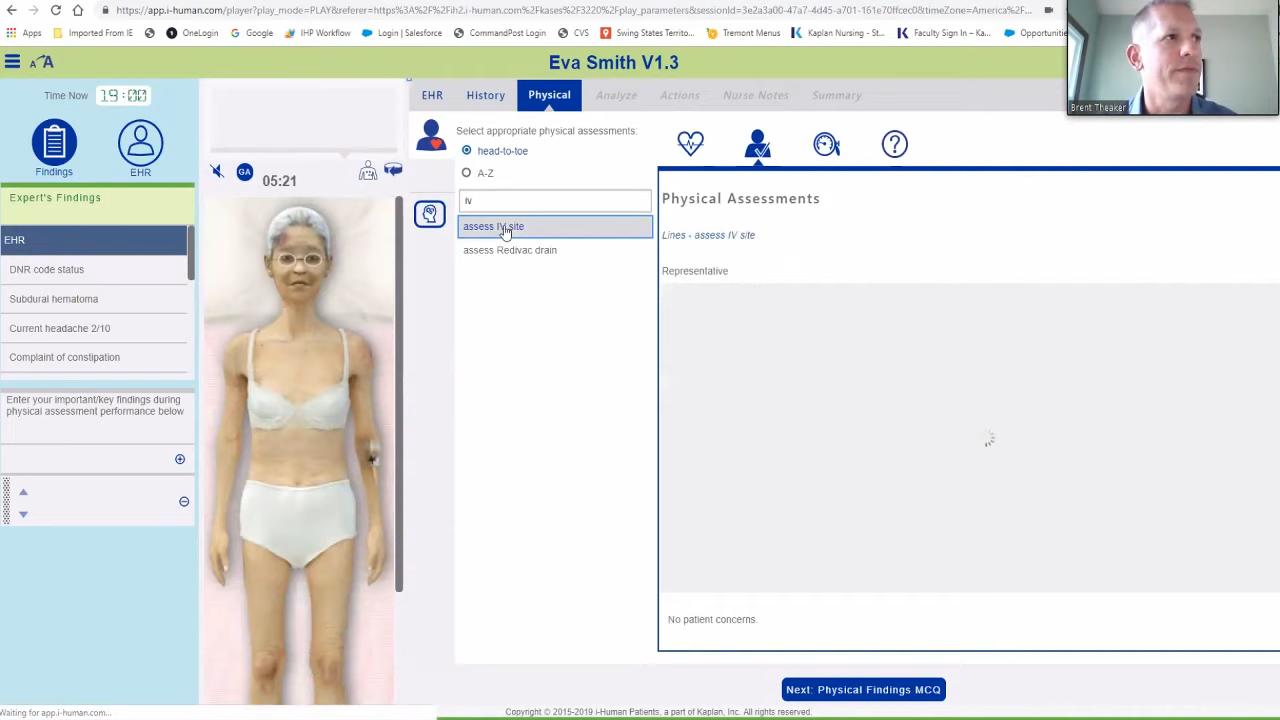 https://app.i-human.com/player?play_mode=PLAY&referer=https%3A%2F%2Fih2.i-human.com%2Fkases%2F3220%2Fplay_parameters&sessionId=3e2a3a00-47a7-4d45-a701-161e70ffcec0&timeZone=America%2F...
Apps Imported From IE OneLogin Google IHP Workflow Login | Salesforce CommandPost Login CVS Swing States Territo... Tremont Menus Kaplan Nursing - St... Faculty Sign In – Ka... Opportunities
Brent Theaker
AA Eva Smith V1.3
Time Now 19:00
EHR History Physical Analyze Actions Nurse Notes Summary
Findings EHR
GA 05:21
Expert's Findings
EHR
DNR code status
Subdural hematoma
Current headache 2/10
Complaint of constipation
Enter your important/key findings during
physical assessment performance below
Select appropriate physical assessments:
head-to-toe
A-Z
iv
assess IV site
assess Redivac drain
Physical Assessments
Lines - assess IV site
Representative
No patient concerns.
Next: Physical Findings MCQ
Waiting for app.i-human.com...
Copyright © 2015-2019 i-Human Patients, a part of Kaplan, Inc. All rights reserved.